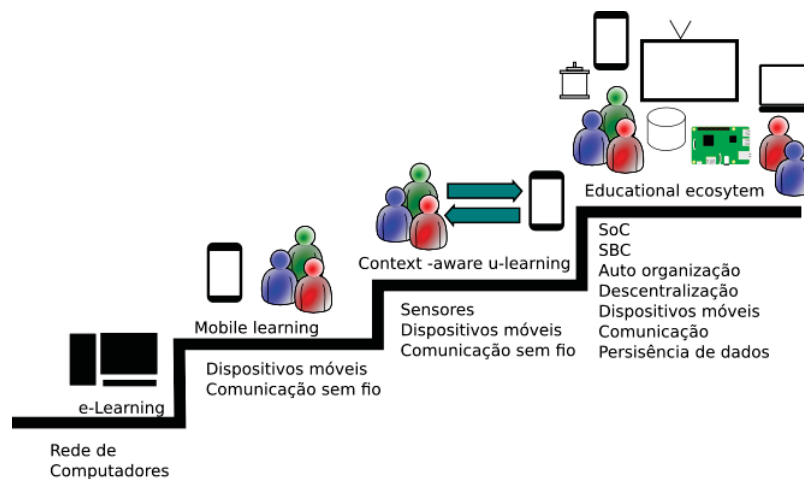 e-Learning
Rede de
Computadores
Mobile learning
Dispositivos móveis
Comunicação sem fio
Context -aware u-learning
Sensores
Dispositivos móveis
Comunicação sem fio
Educational ecosytem
SoC
SBC
Auto organização
Descentralização
Dispositivos móveis
Comunicação
Persisência de dados